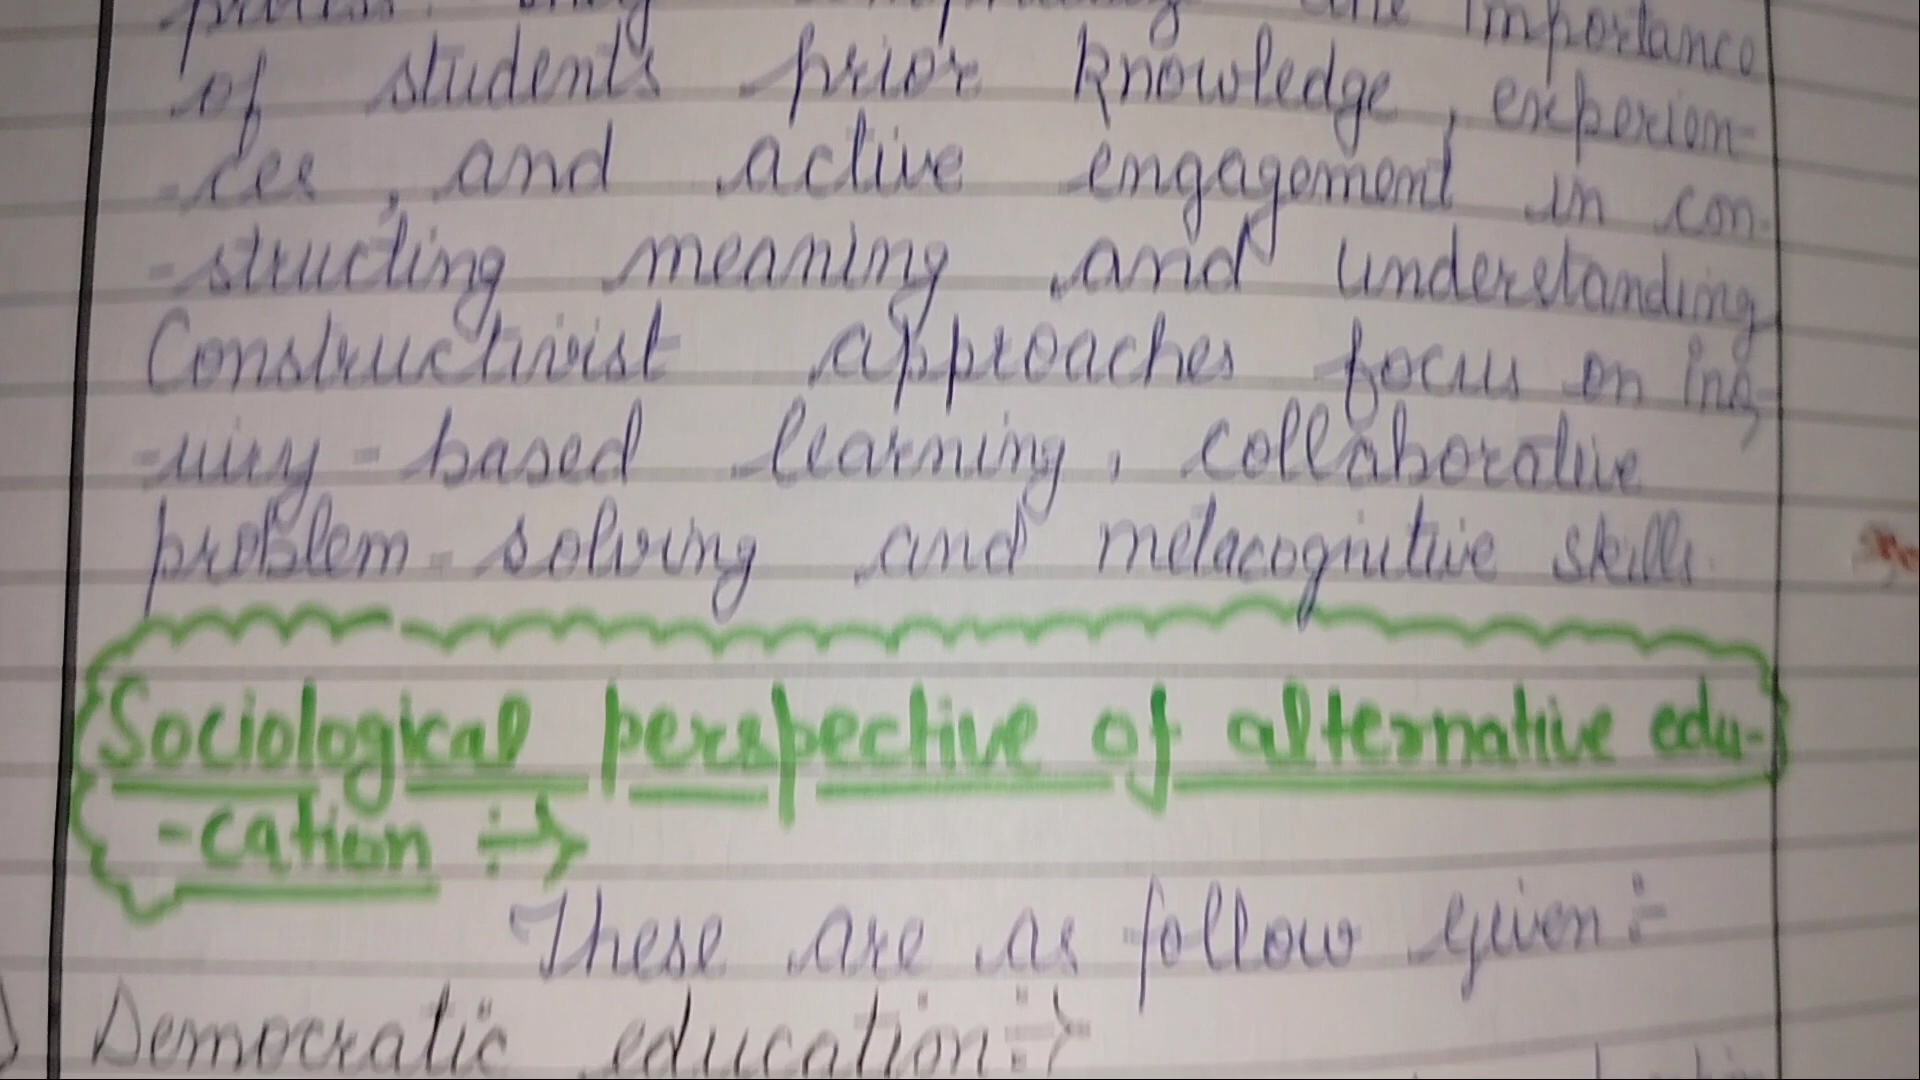 the importance
of students prior knowledge, experien-
-ces, and active engagement in con-
-structing meaning and understanding
Constructivist approaches focus on inq-
-uiry-based learning, collaborative
problem-solving and metacognitive skills.
Sociological perspective of alternative edu-
-cation ÷→
These are as follow given :-
Democratic education :→